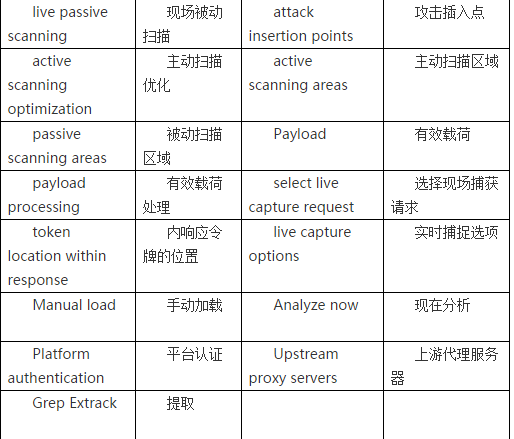 live passive scanning 现场被动扫描 attack insertion points 攻击插入点
active scanning optimization 主动扫描优化 active scanning areas 主动扫描区域
passive scanning areas 被动扫描区域 Payload 有效载荷
payload processing 有效载荷处理 select live capture request 选择现场捕获请求
token location within response 内响应令牌的位置 live capture options 实时捕捉选项
Manual load 手动加载 Analyze now 现在分析
Platform authentication 平台认证 Upstream proxy servers 上游代理服务器
Grep Extrack 提取